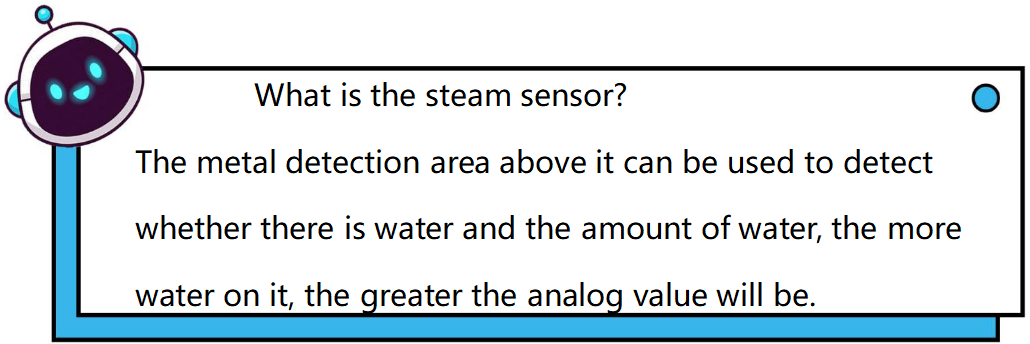 What is the steam sensor?
The metal detection area above it can be used to detect
whether there is water and the amount of water, the more
water on it, the greater the analog value will be.